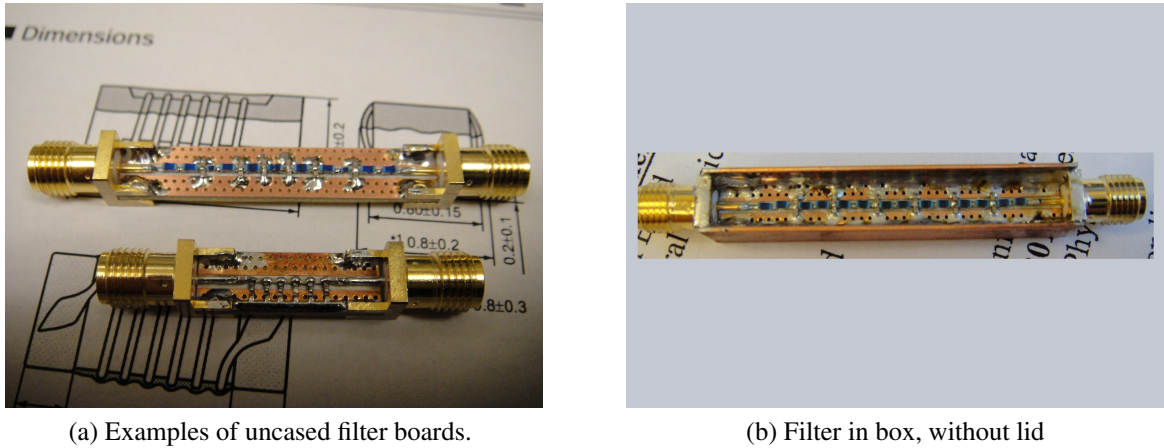 Dimensions
±0.2
0.60±0.15
*1 0.8±0.2
0.2±0.1
0.8±0.3
(a) Examples of uncased filter boards.
(b) Filter in box, without lid